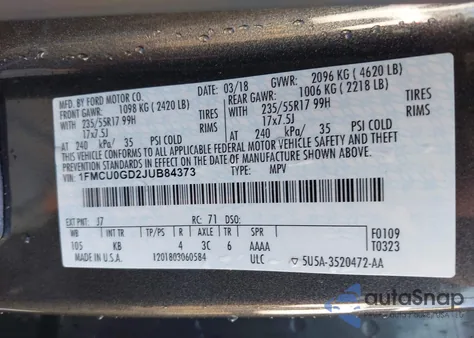 MFD. BY FORD MOTOR CO.
03/18 GVWR: 2096 KG ( 4620 LB)
FRONT GAWR: 1098 KG ( 2420 LB) REAR GAWR: 1006 KG ( 2218 LB)
WITH 235/55R17 99H TIRES WITH 235/55R17 99H TIRES
17x7.5J RIMS 17x7.5J RIMS
AT 240 kPa/ 35 PSI COLD AT 240 kPa/ 35 PSI COLD
THIS VEHICLE CONFORMS TO ALL APPLICABLE FEDERAL MOTOR VEHICLE SAFETY, BUMPER, AND THEFT
PREVENTION STANDARDS IN EFFECT ON THE DATE OF MANUFACTURE SHOWN ABOVE.
VIN: 1FMCU0GD2JUB84373 TYPE: MPV
EXT PNT: J7 RC: 71 DSO:
WB INT TR TP/PS R AXLE TR SPR
105 KB 4 3C 6 AAAA
F0109
T0323
MADE IN U.S.A. 1201803060584 ULC 5U5A-3520472-AA
autoSnap